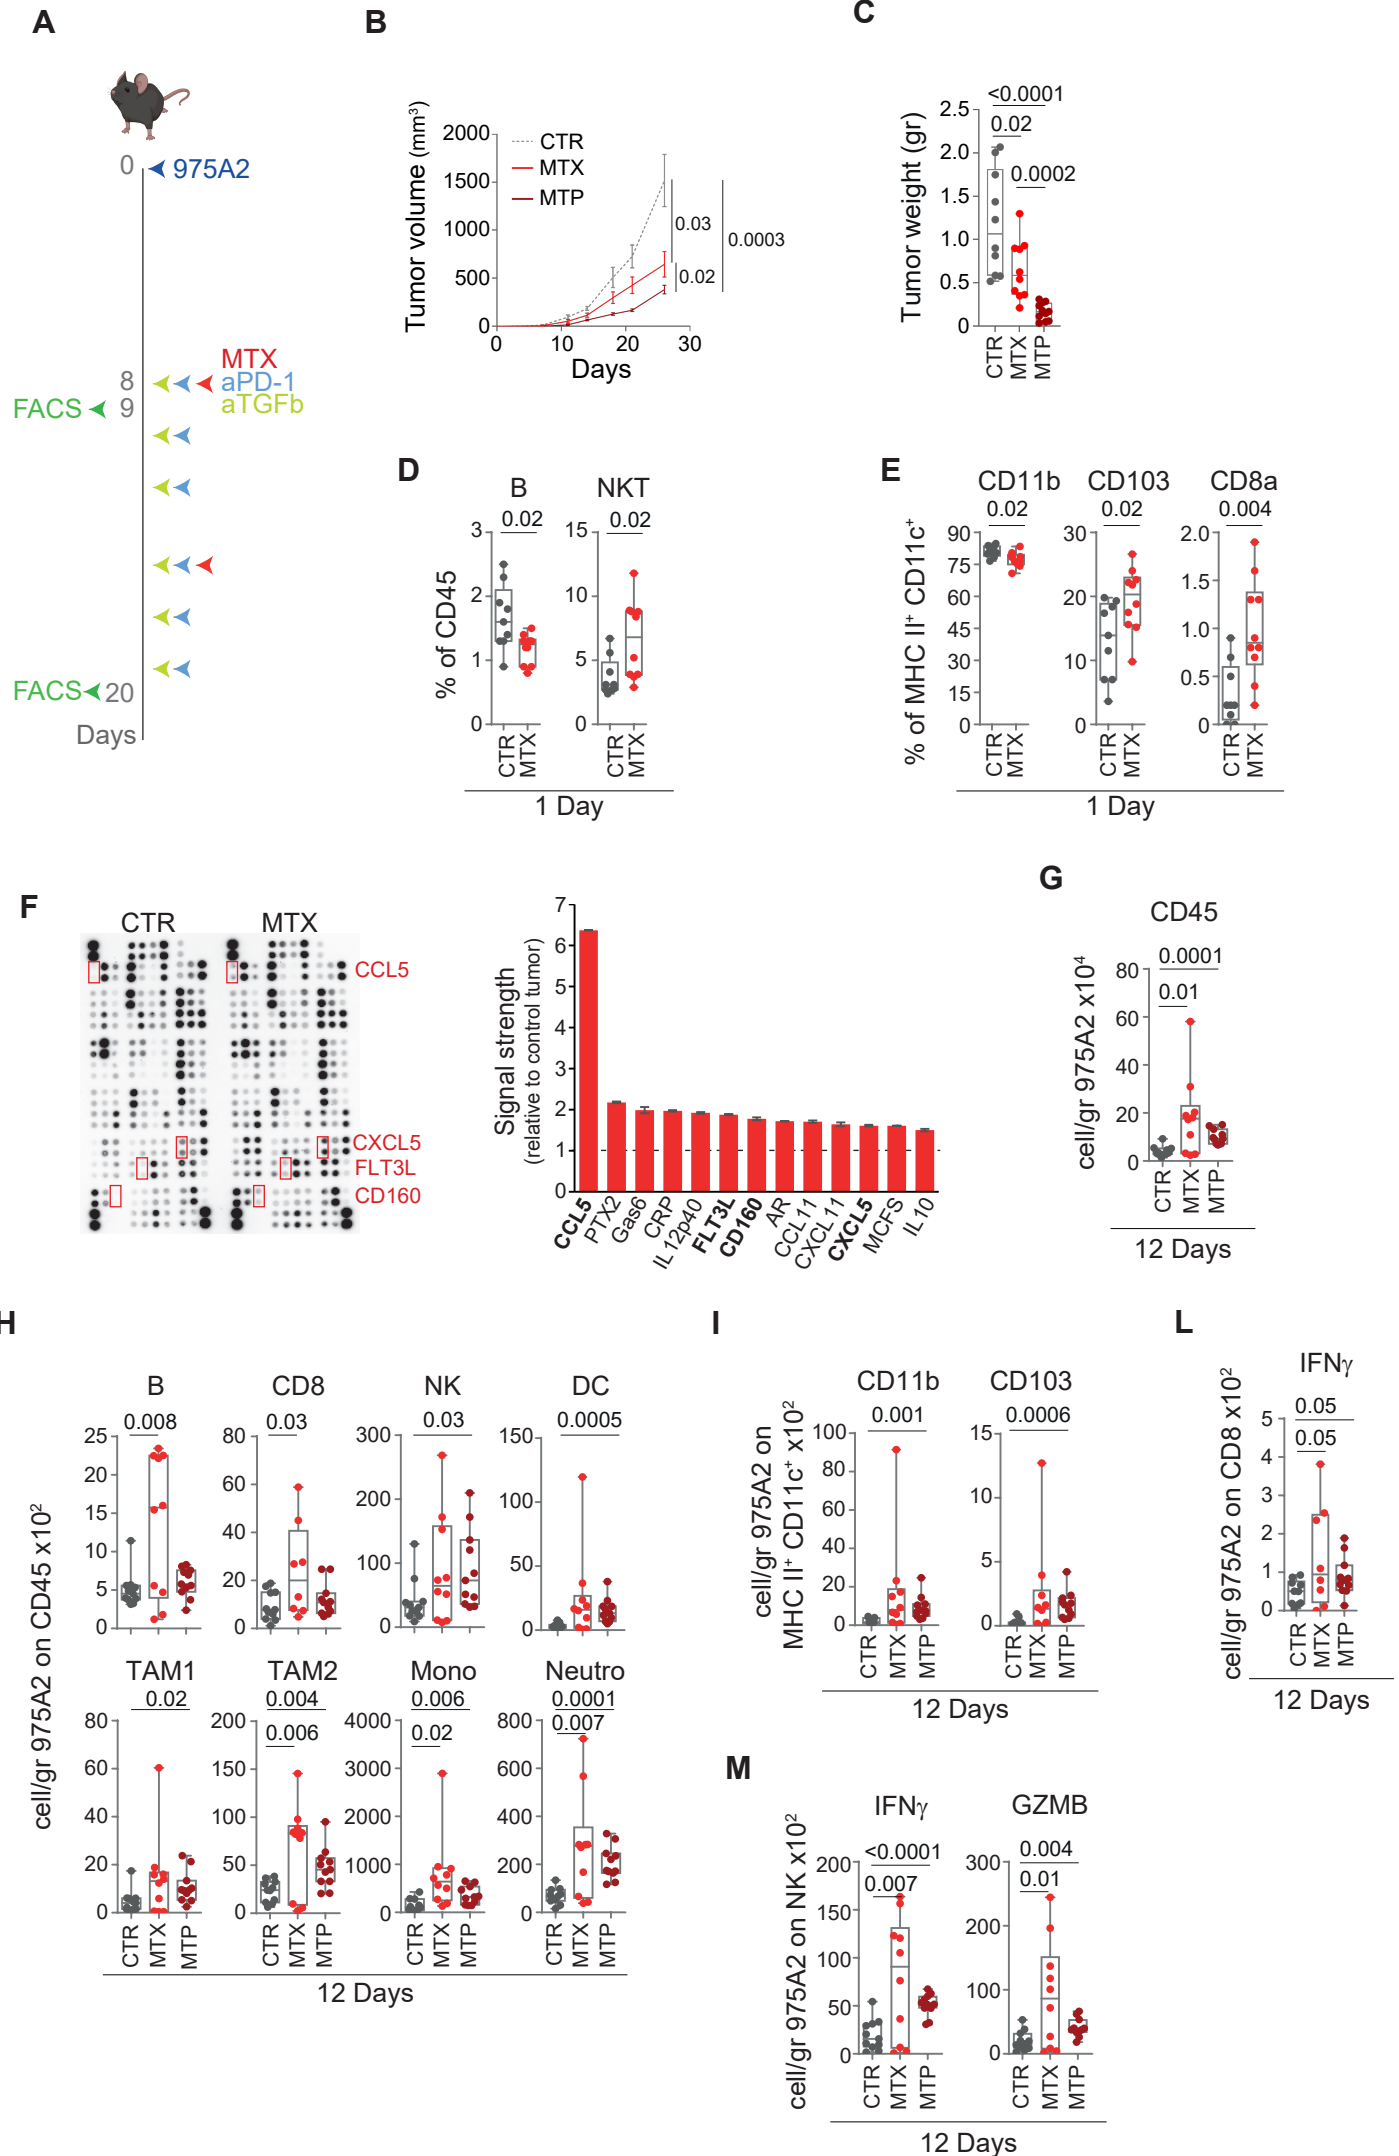 A
0
975A2
MTX
8
aPD-1
FACS
9
aTGFb
FACS
20
Days
B
Tumor volume (mm³)
2000
1500
1000
500
0
CTR
MTX
MTP
0.03
0.0003
0.02
0
10
20
30
Days
C
Tumor weight (gr)
<0.0001
0.02
0.0002
2.5
2.0
1.5
1.0
0.5
0
CTR
MTX
MTP
D
% of CD45
B
0.02
3
2
1
0
CTR
MTX
NKT
0.02
15
10
5
0
CTR
MTX
1 Day
E
% of MHC II⁺ CD11c⁺
CD11b
0.02
90
75
60
45
30
15
0
CTR
MTX
CD103
0.02
30
20
10
0
CTR
MTX
CD8a
0.004
2.0
1.5
1.0
0.5
0
CTR
MTX
1 Day
F
CTR
MTX
CCL5
CXCL5
FLT3L
CD160
Signal strength
(relative to control tumor)
7
6
5
4
3
2
1
0
CCL5
PTX2
Gas6
CRP
IL12p40
FLT3L
CD160
AR
CCL11
CXCL11
CXCL5
MCFS
IL10
G
CD45
0.0001
0.01
cell/gr 975A2 x10⁴
80
60
40
20
0
CTR
MTX
MTP
12 Days
H
cell/gr 975A2 on CD45 x10²
B
0.008
25
20
15
10
5
0
CD8
0.03
80
60
40
20
0
NK
0.03
300
200
100
0
DC
0.0005
150
100
50
0
TAM1
0.02
80
60
40
20
0
CTR
MTX
MTP
TAM2
0.004
0.006
200
150
100
50
0
CTR
MTX
MTP
Mono
0.006
0.02
4000
3000
2000
1000
0
CTR
MTX
MTP
Neutro
0.0001
0.007
800
600
400
200
0
CTR
MTX
MTP
12 Days
I
cell/gr 975A2 on
MHC II⁺ CD11c⁺ x10²
CD11b
0.001
100
80
60
40
20
0
CTR
MTX
MTP
CD103
0.0006
15
10
5
0
CTR
MTX
MTP
12 Days
L
IFNγ
0.05
0.05
cell/gr 975A2 on CD8 x10²
5
4
3
2
1
0
CTR
MTX
MTP
12 Days
M
cell/gr 975A2 on NK x10²
IFNγ
<0.0001
0.007
200
150
100
50
0
CTR
MTX
MTP
GZMB
0.004
0.01
300
200
100
0
CTR
MTX
MTP
12 Days